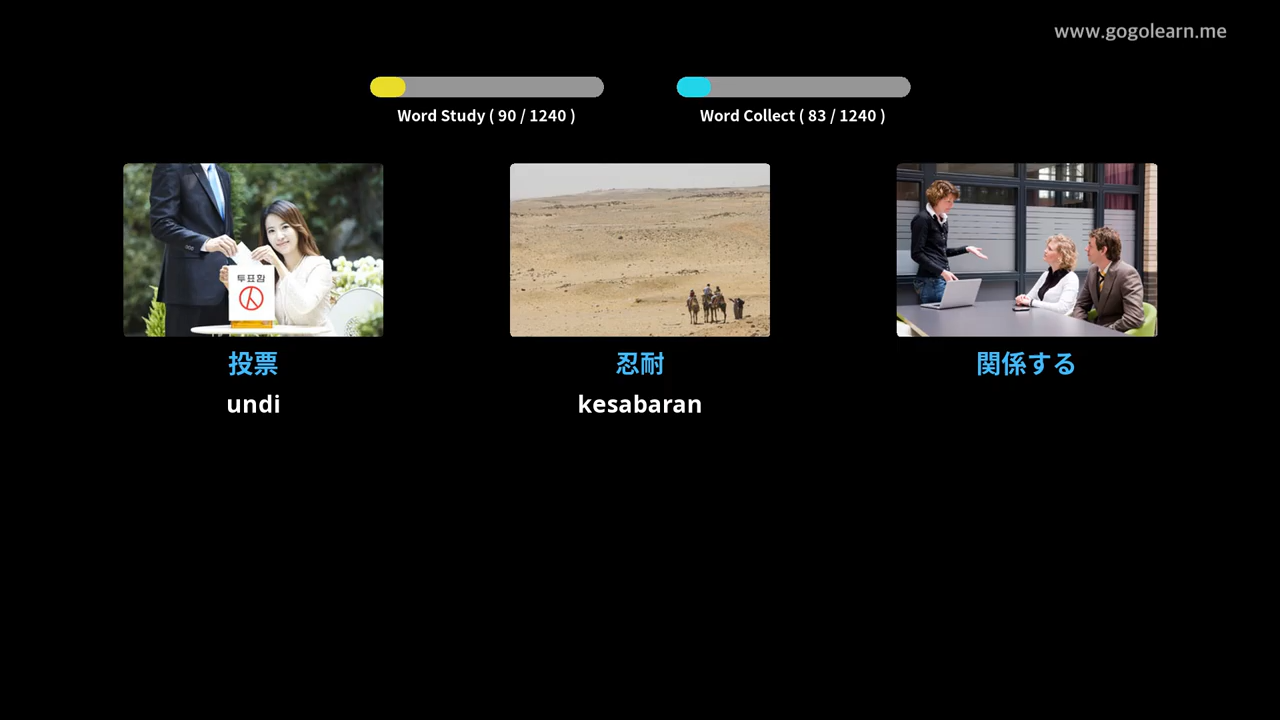 www.gogolearn.me
Word Study ( 90 / 1240 )
Word Collect ( 83 / 1240 )
투표함
投票
忍耐
関係する
undi
kesabaran